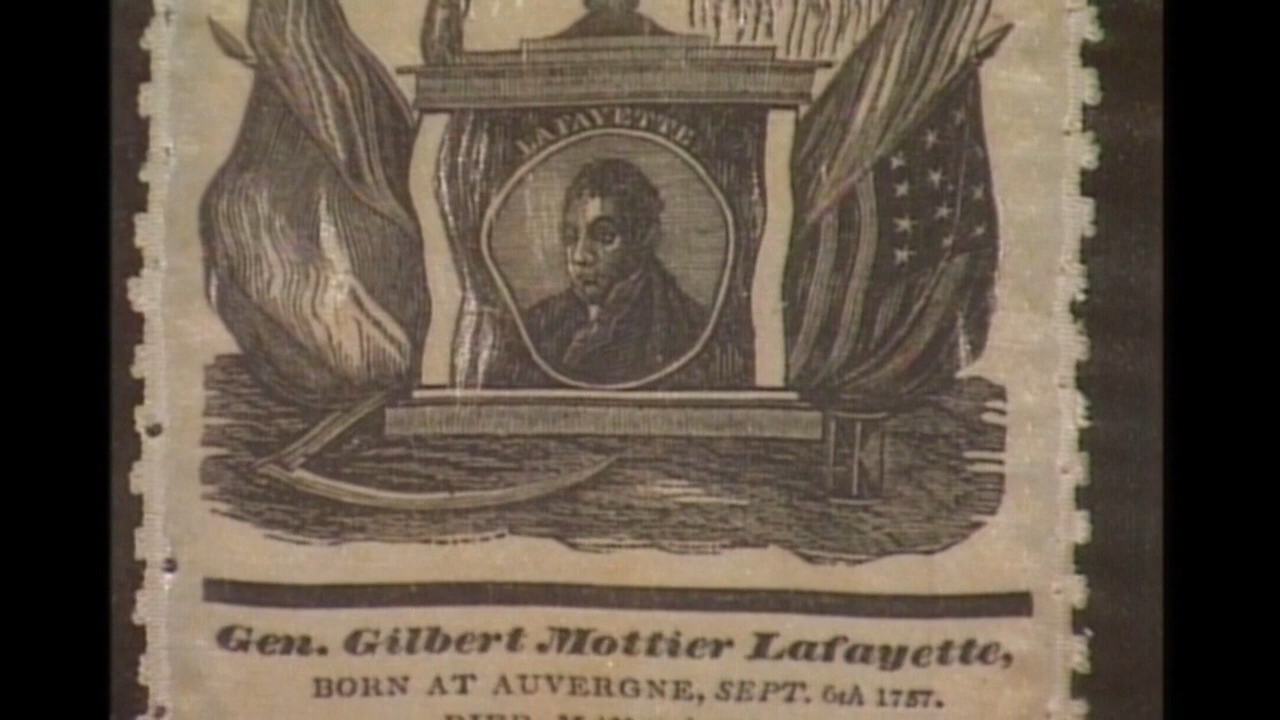 LAFAYETTE
Gen. Gilbert Mottier Lafayette,
BORN AT AUVERGNE, SEPT. 6th 1757.